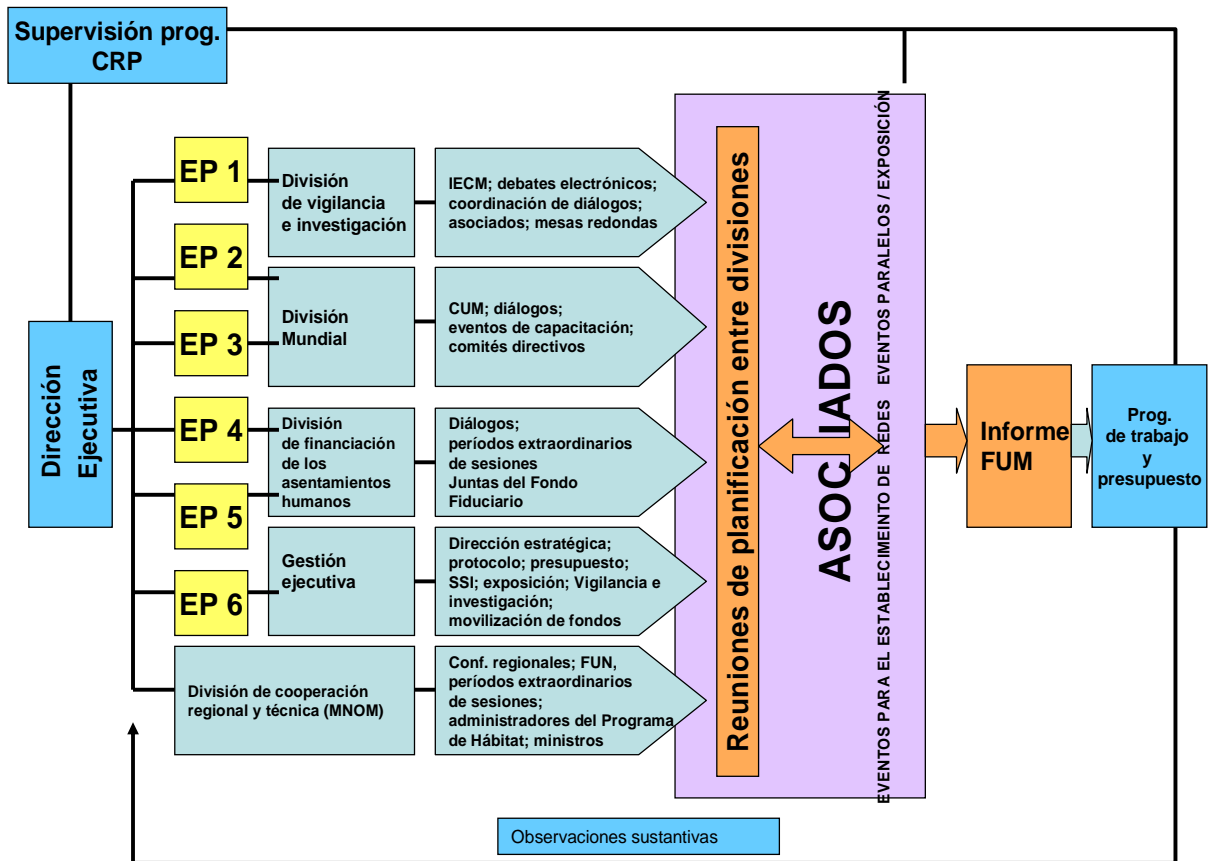 Supervisión prog.
CRP
Dirección
Ejecutiva
EP 1
EP 2
EP 3
EP 4
EP 5
EP 6
División
de vigilancia
e investigación
IECM; debates electrónicos;
coordinación de diálogos;
asociados; mesas redondas
División
Mundial
CUM; diálogos;
eventos de capacitación;
comités directivos
División
de financiación
de los
asentamientos
humanos
Diálogos;
períodos extraordinarios
de sesiones
Juntas del Fondo
Fiduciario
Gestión
ejecutiva
Dirección estratégica;
protocolo; presupuesto;
SSI; exposición; Vigilancia e
investigación;
movilización de fondos
División de cooperación
regional y técnica (MNOM)
Conf. regionales; FUN,
períodos extraordinarios
de sesiones;
administradores del Programa
de Hábitat; ministros
Reuniones de planificación entre divisiones
ASOC IADOS
EVENTOS PARA EL ESTABLECIMEINTO DE REDES EVENTOS PARALELOS / EXPOSICIÓN
Informe
FUM
Prog.
de trabajo
y
presupuesto
Observaciones sustantivas